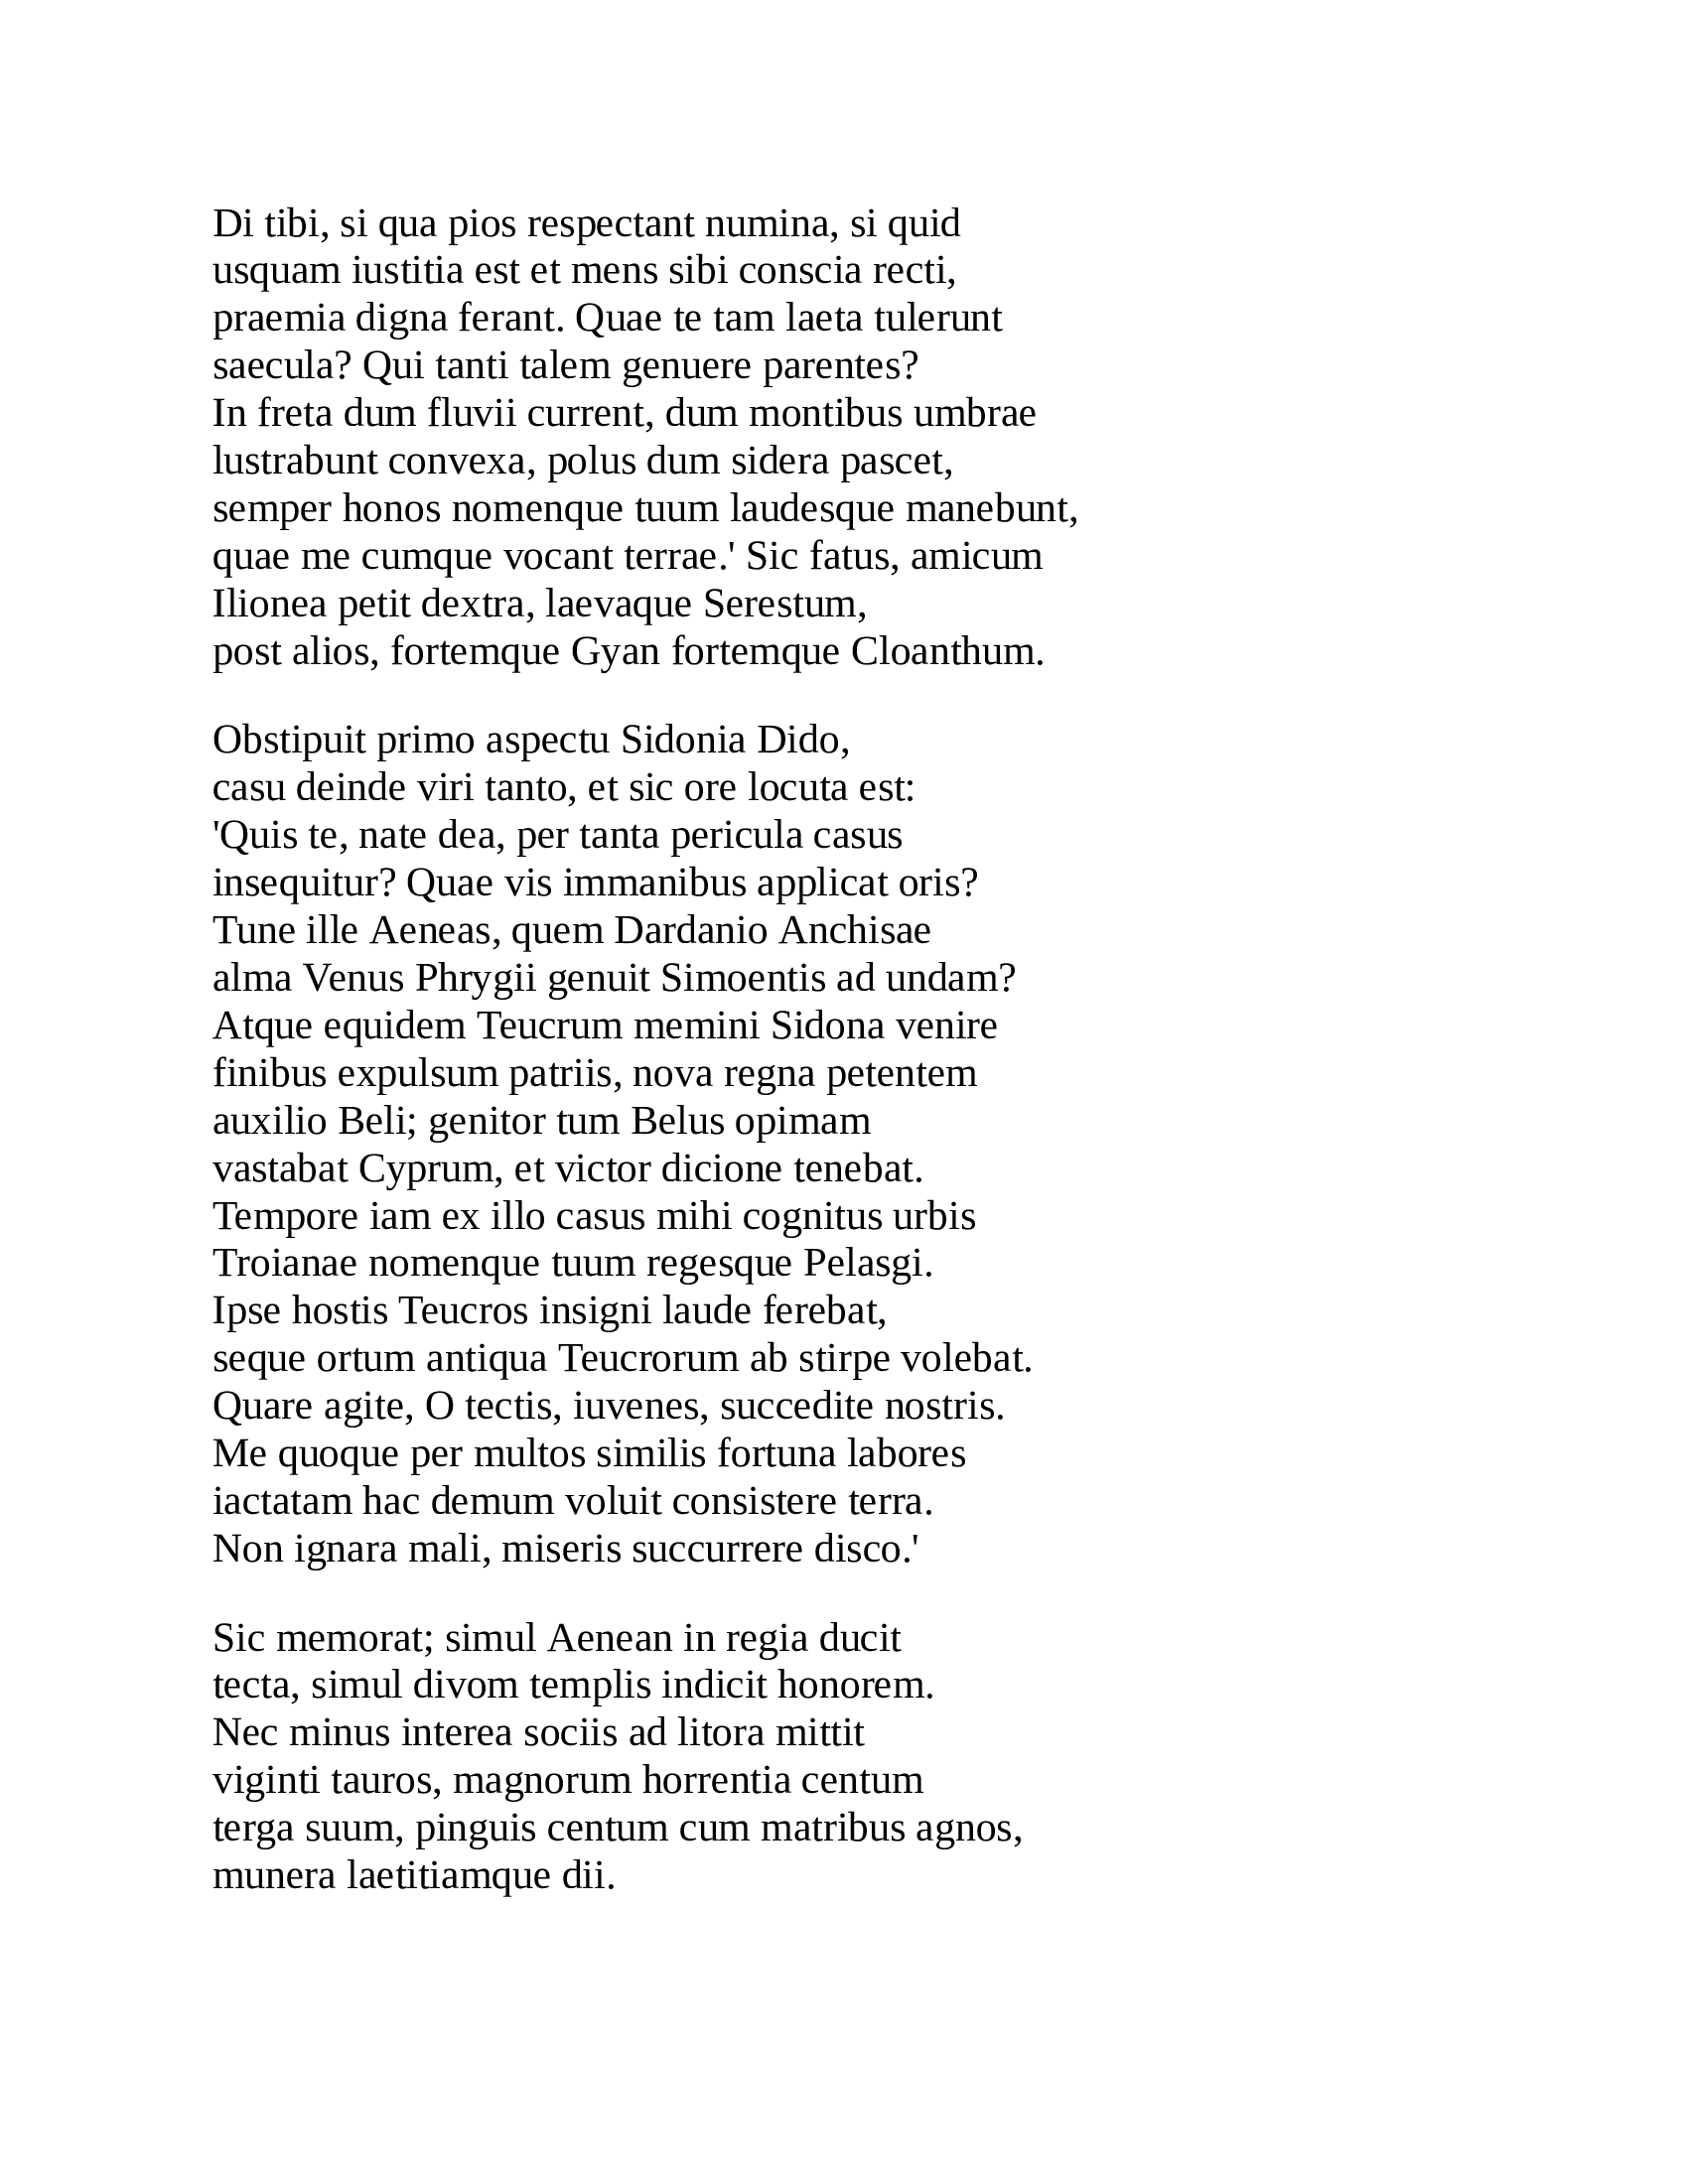 Di tibi, si qua pios respectant numina, si quid
usquam iustitia est et mens sibi conscia recti,
praemia digna ferant. Quae te tam laeta tulerunt
saecula? Qui tanti talem genuere parentes?
In freta dum fluvii current, dum montibus umbrae
lustrabunt convexa, polus dum sidera pascet,
semper honos nomenque tuum laudesque manebunt,
quae me cumque vocant terrae.' Sic fatus, amicum
Ilionea petit dextra, laevaque Serestum,
post alios, fortemque Gyan fortemque Cloanthum.

Obstipuit primo aspectu Sidonia Dido,
casu deinde viri tanto, et sic ore locuta est:
'Quis te, nate dea, per tanta pericula casus
insequitur? Quae vis immanibus applicat oris?
Tune ille Aeneas, quem Dardanio Anchisae
alma Venus Phrygii genuit Simoentis ad undam?
Atque equidem Teucrum memini Sidona venire
finibus expulsum patriis, nova regna petentem
auxilio Beli; genitor tum Belus opimam
vastabat Cyprum, et victor dicione tenebat.
Tempore iam ex illo casus mihi cognitus urbis
Troianae nomenque tuum regesque Pelasgi.
Ipse hostis Teucros insigni laude ferebat,
seque ortum antiqua Teucrorum ab stirpe volebat.
Quare agite, O tectis, iuvenes, succedite nostris.
Me quoque per multos similis fortuna labores
iactatam hac demum voluit consistere terra.
Non ignara mali, miseris succurrere disco.'

Sic memorat; simul Aenean in regia ducit
tecta, simul divom templis indicit honorem.
Nec minus interea sociis ad litora mittit
viginti tauros, magnorum horrentia centum
terga suum, pinguis centum cum matribus agnos,
munera laetitiamque dii.